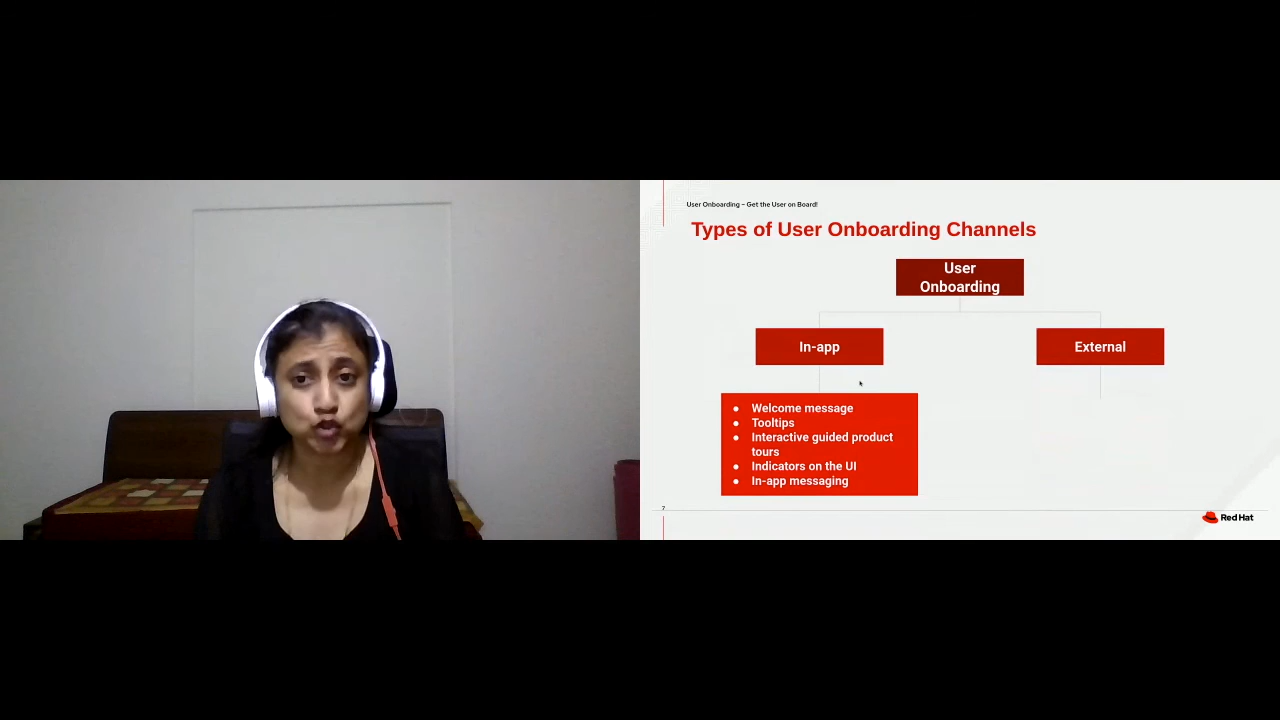 User Onboarding – Get the User on Board!
Types of User Onboarding Channels
User
Onboarding
In-app
External
● Welcome message
● Tooltips
● Interactive guided product
tours
● Indicators on the UI
● In-app messaging
7
Red Hat